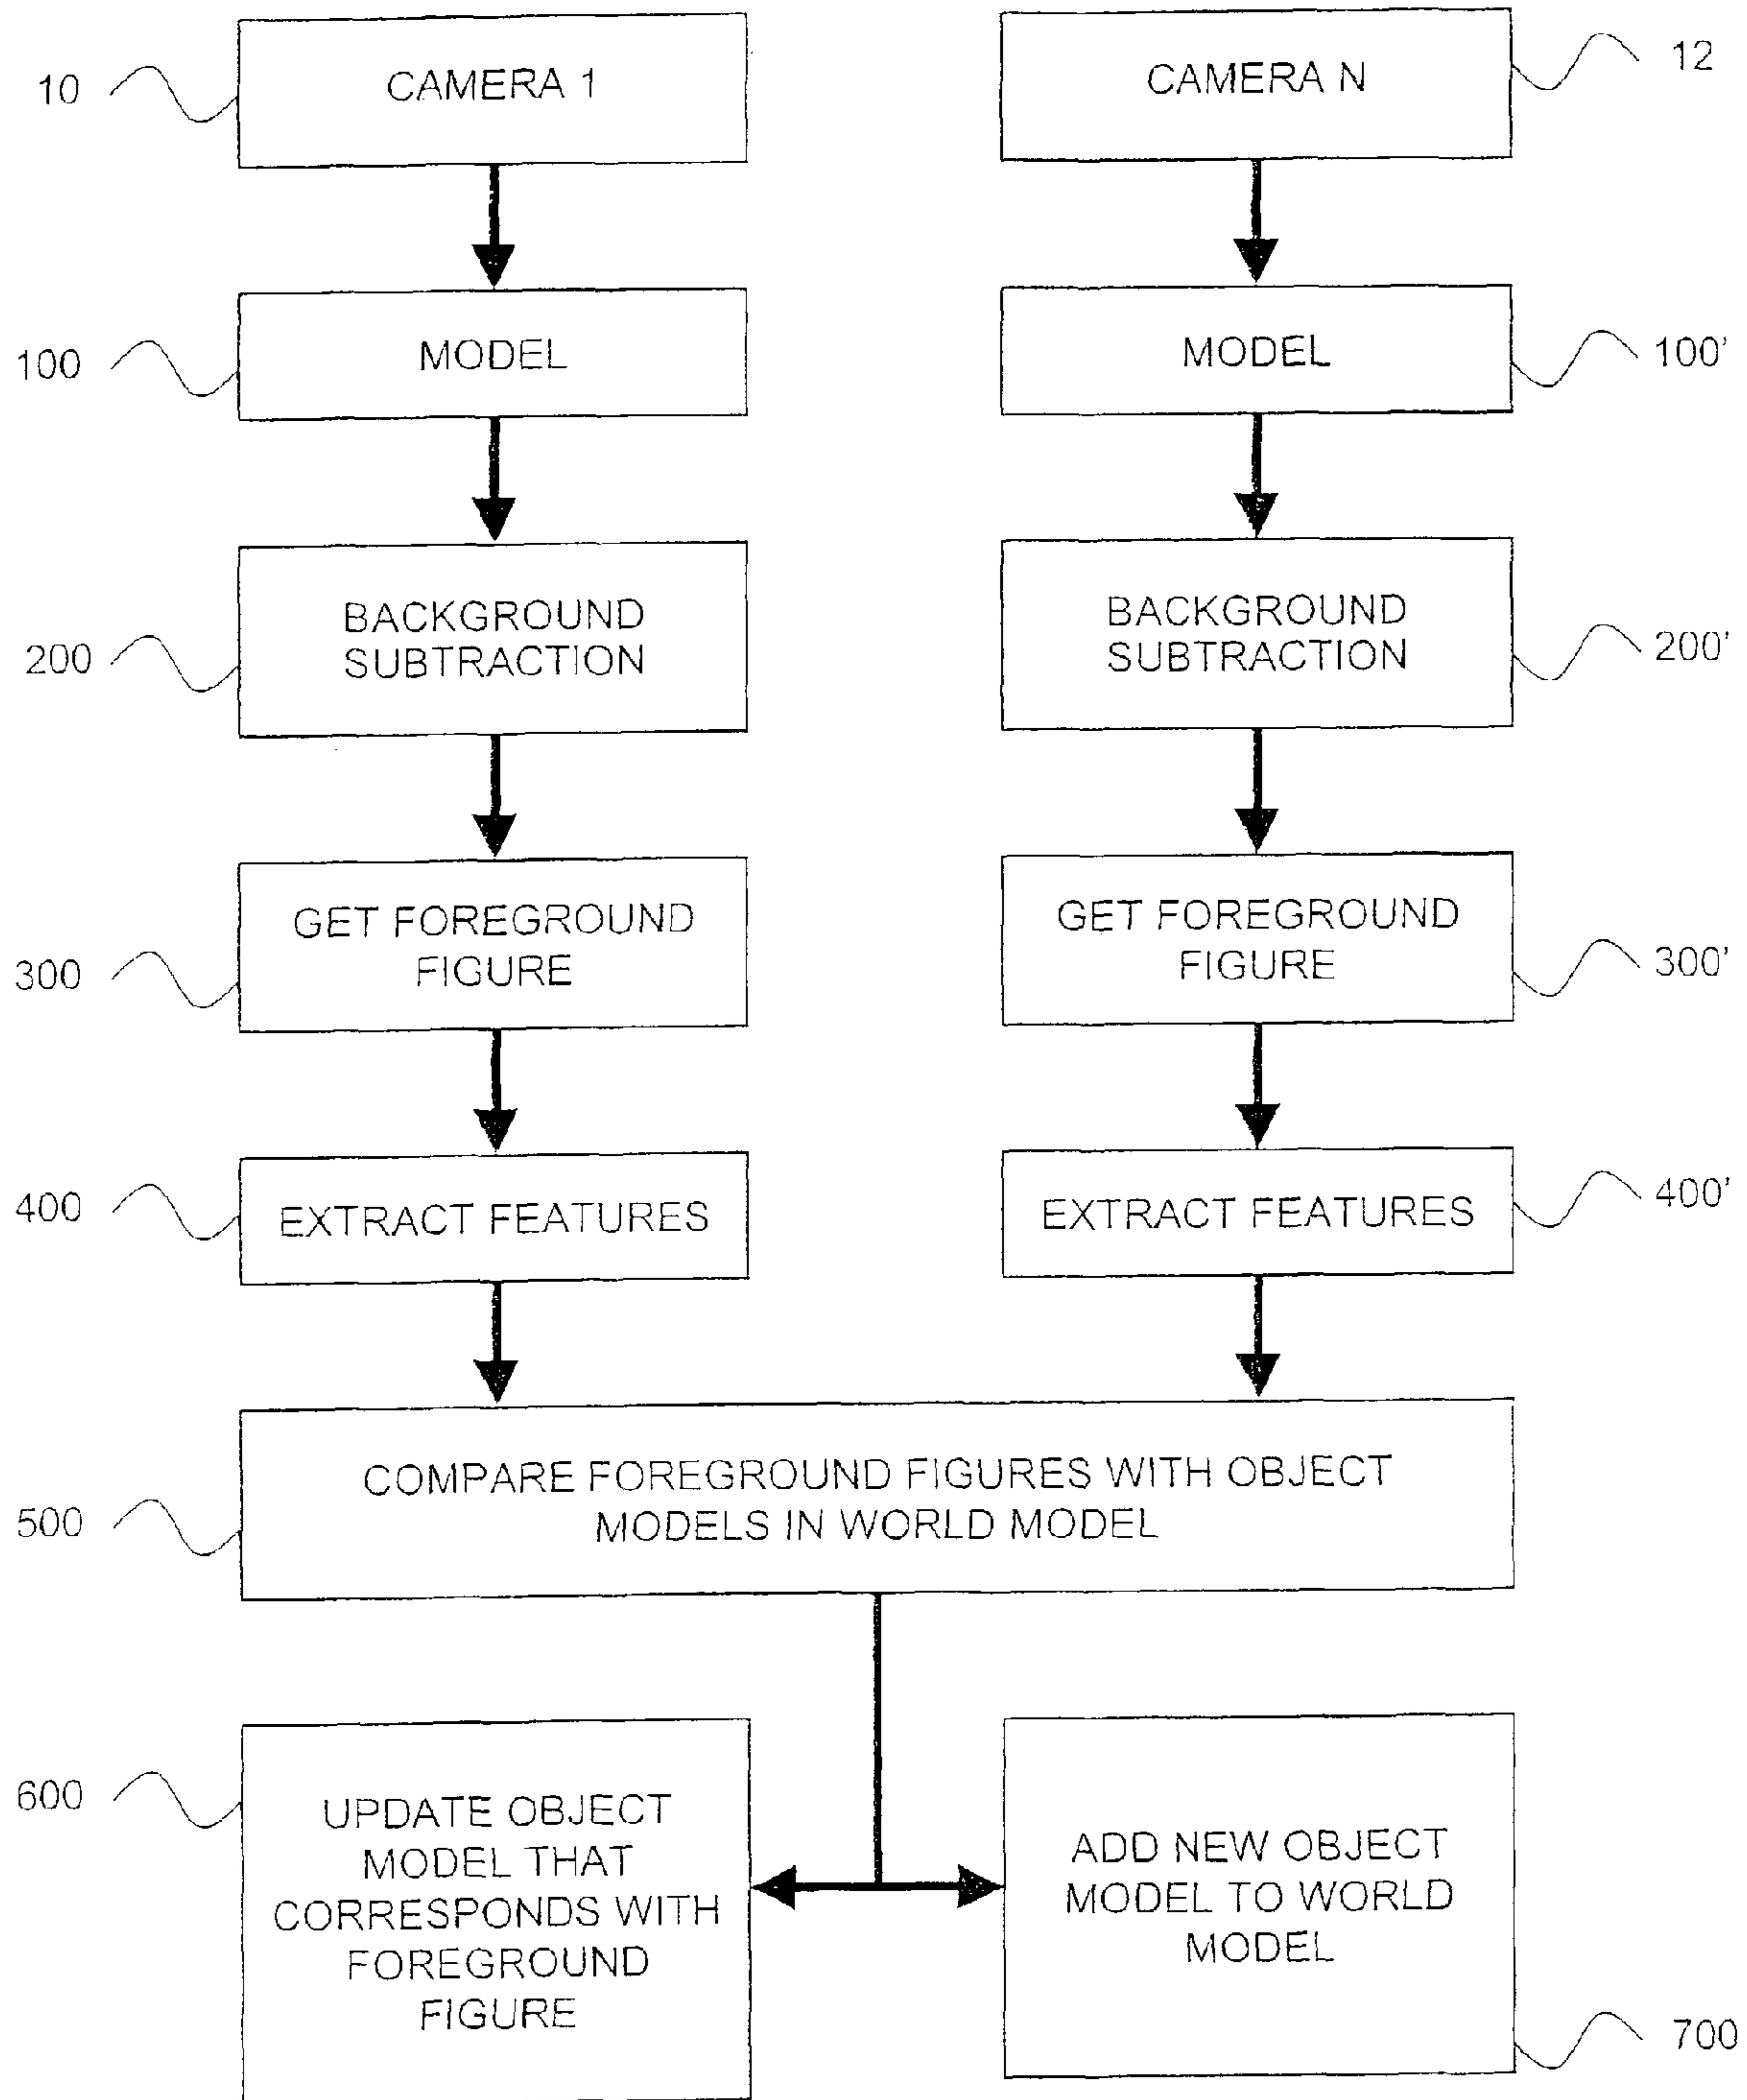 10
CAMERA 1
CAMERA N
12
100
MODEL
MODEL
100'
200
BACKGROUND
SUBTRACTION
BACKGROUND
SUBTRACTION
200'
300
GET FOREGROUND
FIGURE
GET FOREGROUND
FIGURE
300'
400
EXTRACT FEATURES
EXTRACT FEATURES
400'
500
COMPARE FOREGROUND FIGURES WITH OBJECT
MODELS IN WORLD MODEL
600
UPDATE OBJECT
MODEL THAT
CORRESPONDS WITH
FOREGROUND
FIGURE
ADD NEW OBJECT
MODEL TO WORLD
MODEL
700